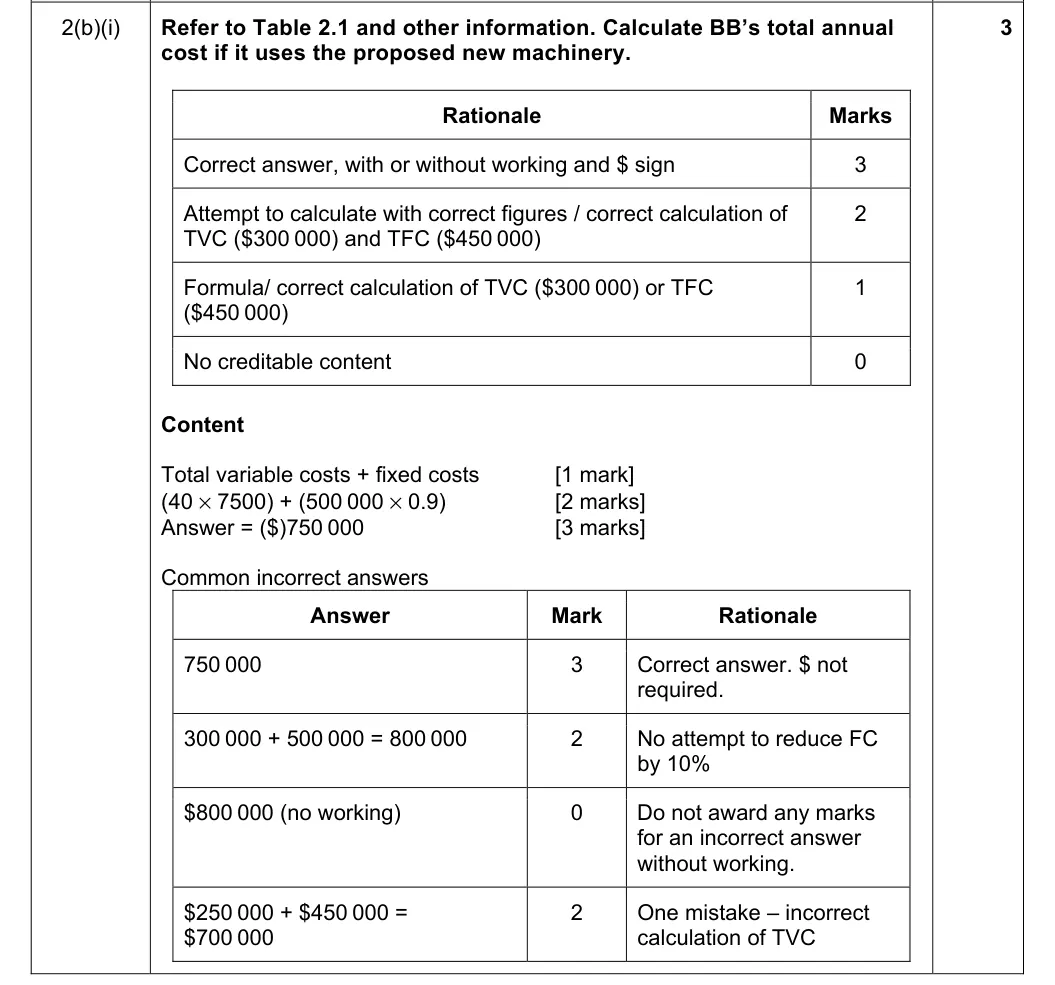 2(b)(i)
Refer to Table 2.1 and other information. Calculate BB’s total annual
cost if it uses the proposed new machinery.
3
Rationale
Marks
Correct answer, with or without working and $ sign
3
Attempt to calculate with correct figures / correct calculation of
TVC ($300 000) and TFC ($450 000)
2
Formula/ correct calculation of TVC ($300 000) or TFC
($450 000)
1
No creditable content
0
Content
Total variable costs + fixed costs [1 mark]
(40 × 7500) + (500 000 × 0.9) [2 marks]
Answer = ($)750 000 [3 marks]
Common incorrect answers
Answer
Mark
Rationale
750 000
3
Correct answer. $ not
required.
300 000 + 500 000 = 800 000
2
No attempt to reduce FC
by 10%
$800 000 (no working)
0
Do not award any marks
for an incorrect answer
without working.
$250 000 + $450 000 =
$700 000
2
One mistake – incorrect
calculation of TVC